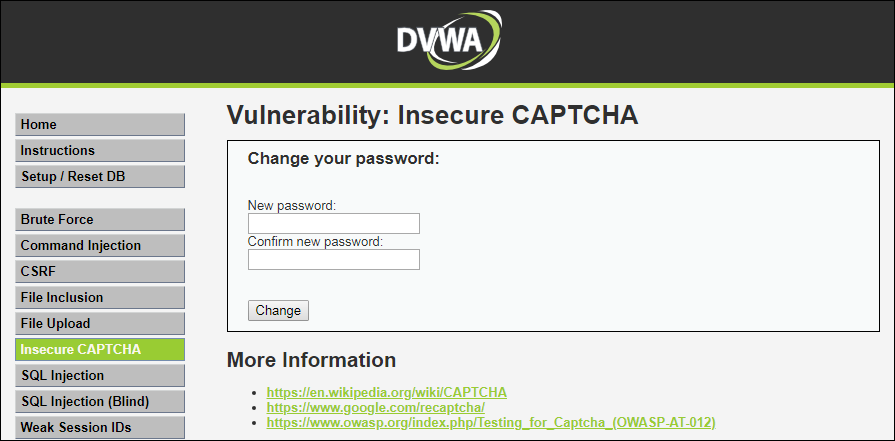 DVWA
Vulnerability: Insecure CAPTCHA
Home
Instructions
Setup / Reset DB
Brute Force
Command Injection
CSRF
File Inclusion
File Upload
Insecure CAPTCHA
SQL Injection
SQL Injection (Blind)
Weak Session IDs
Change your password:
New password:
Confirm new password:
Change
More Information
https://en.wikipedia.org/wiki/CAPTCHA
https://www.google.com/recaptcha/
https://www.owasp.org/index.php/Testing_for_Captcha_(OWASP-AT-012)